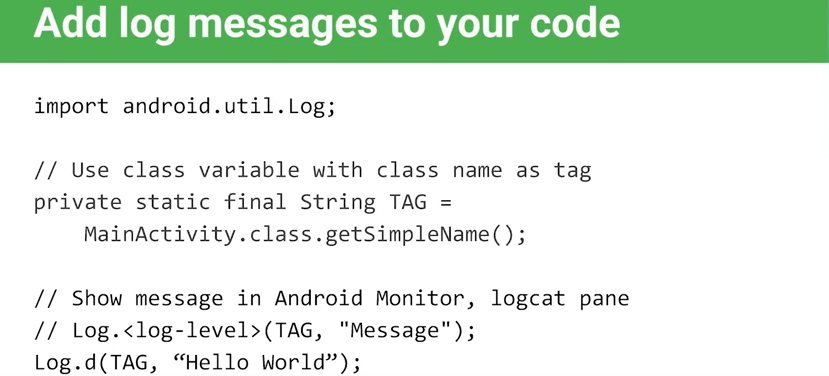 Add log messages to your code
import android.util.Log;
// Use class variable with class name as tag
private static final String TAG =
MainActivity.class.getSimpleName();
// Show message in Android Monitor, logcat pane
// Log.<log-level>(TAG, "Message");
Log.d(TAG, “Hello World”);